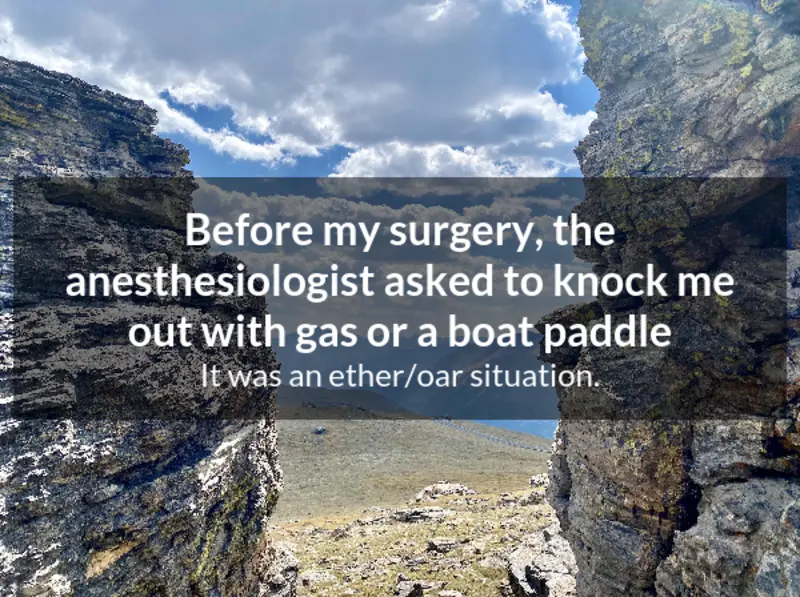 Before my surgery, the
anesthesiologist asked to knock me
out with gas or a boat paddle
It was an ether/oar situation.